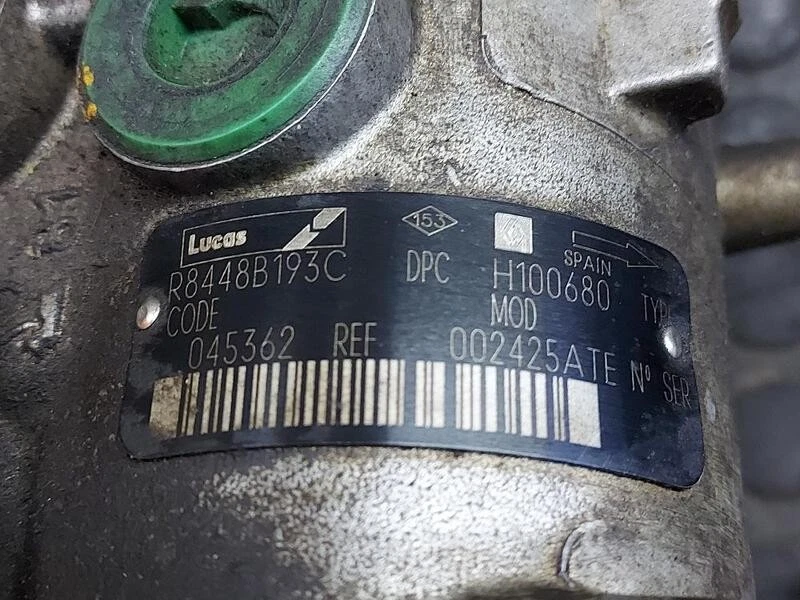 Lucas 153 SPAIN
R8448B193C DPC H100680 TYPE
CODE MOD
045362 REF 002425ATE Nº SER